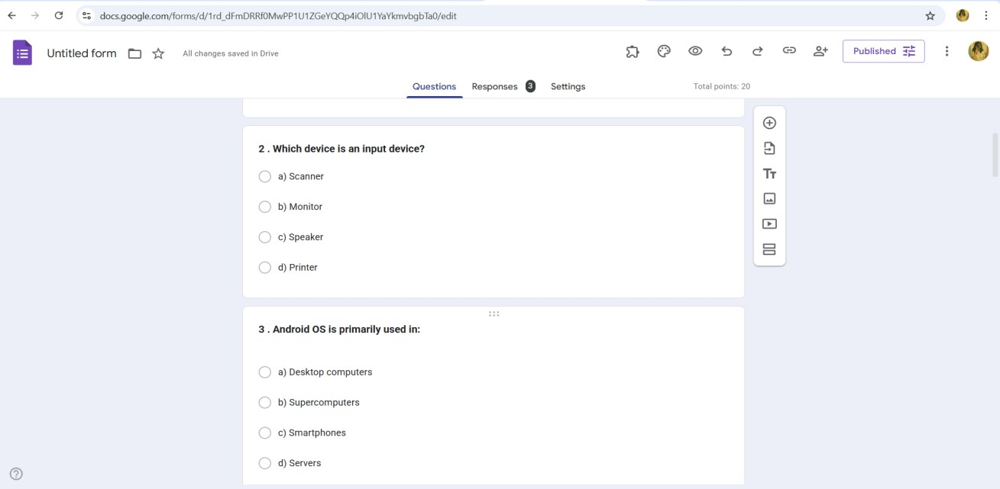 docs.google.com/forms/d/1rd_dFmDRRf0MwPP1U1ZGeYQQp4iOlU1YaYkmvbgbTa0/edit
Untitled form
All changes saved in Drive
Published
Questions
Responses 3
Settings
Total points: 20
2 . Which device is an input device?
a) Scanner
b) Monitor
c) Speaker
d) Printer
3 . Android OS is primarily used in:
a) Desktop computers
b) Supercomputers
c) Smartphones
d) Servers